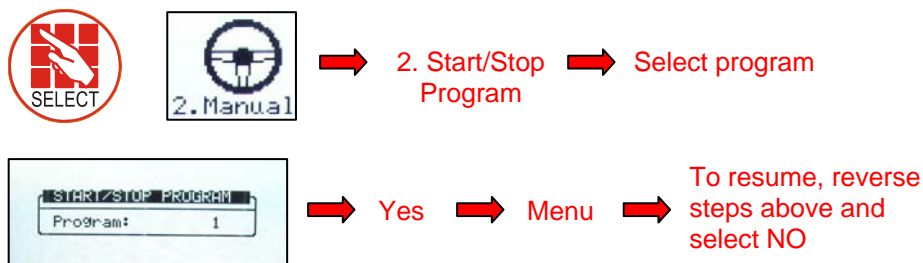 SELECT
2.Manual
2. Start/Stop
Program
Select program
START/STOP PROGRAM
Program: 1
Yes
Menu
To resume, reverse
steps above and
select NO